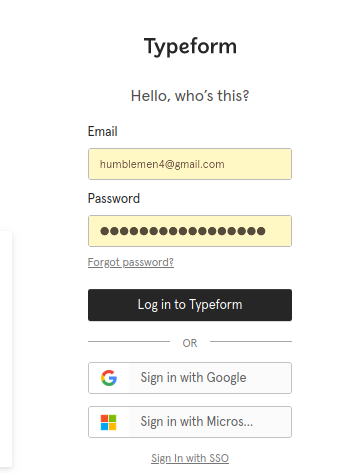 Typeform
Hello, who's this?
Email
humblemen4@gmail.com
Password
●●●●●●●●●●●●●●●●●
Forgot password?
Log in to Typeform
OR
Sign in with Google
Sign in with Micros...
Sign In with SSO